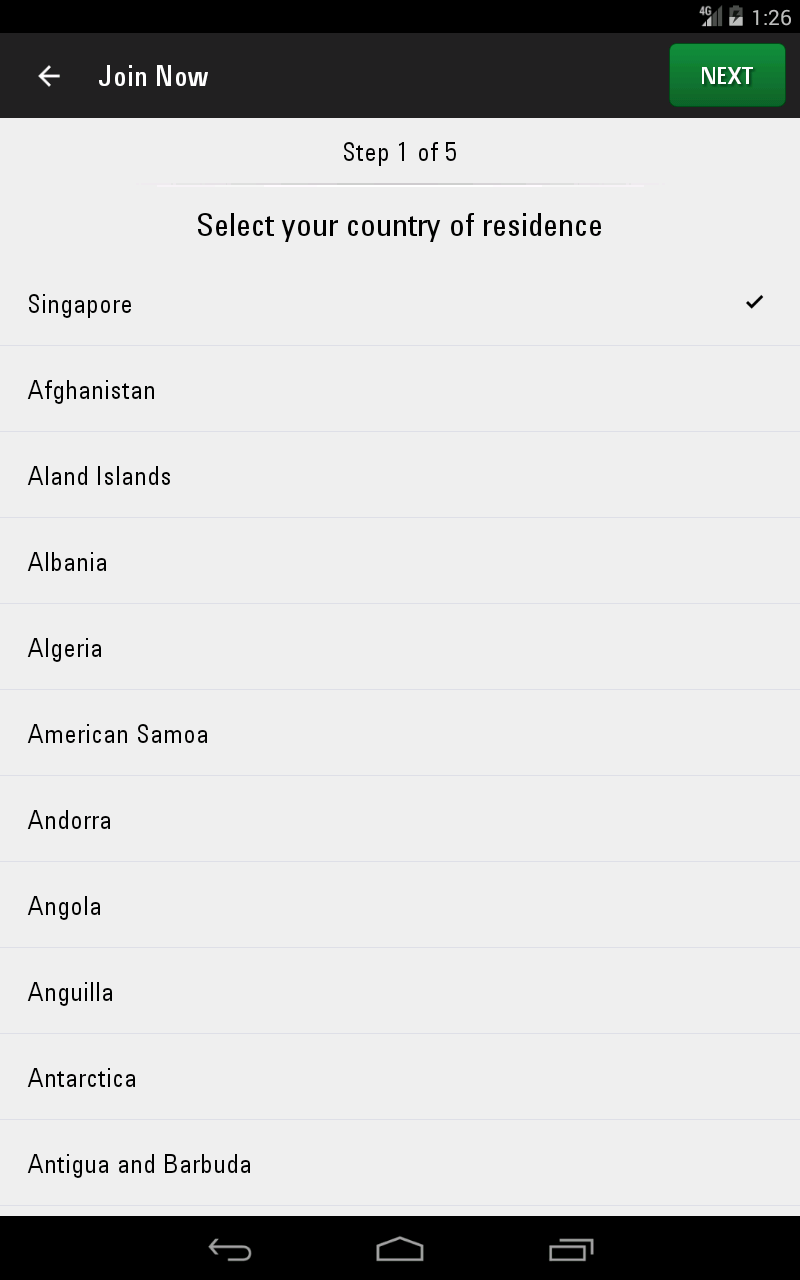 4G 1:26
Join Now
NEXT
Step 1 of 5
Select your country of residence
Singapore
Afghanistan
Aland Islands
Albania
Algeria
American Samoa
Andorra
Angola
Anguilla
Antarctica
Antigua and Barbuda